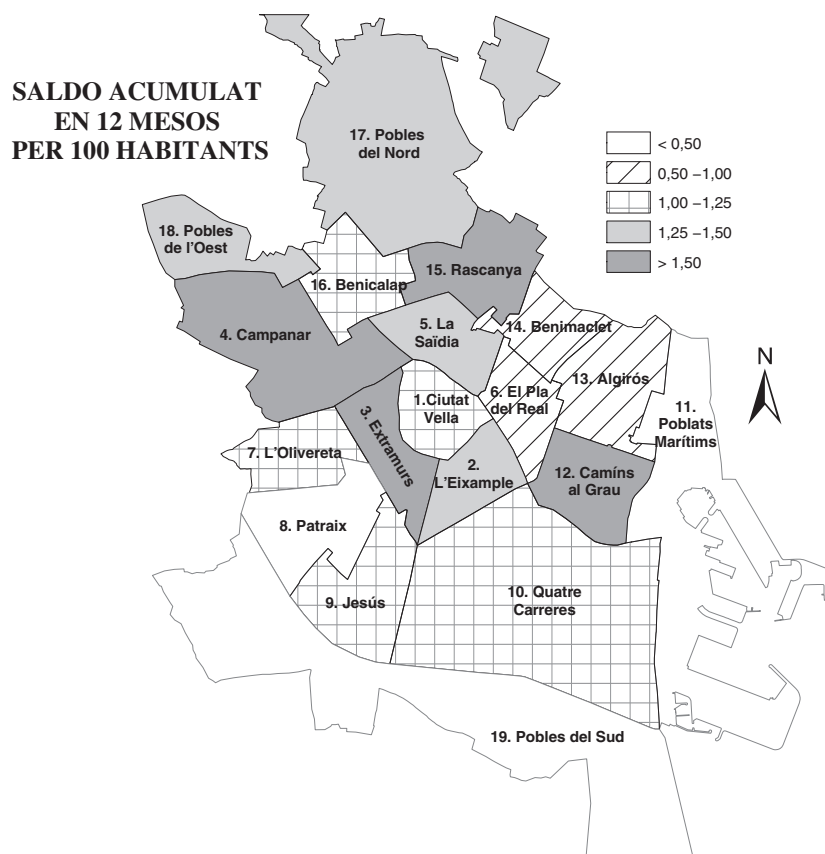 SALDO ACUMULAT
EN 12 MESOS
PER 100 HABITANTS
17. Pobles
del Nord
< 0,50
0,50 –1,00
1,00 –1,25
1,25 –1,50
> 1,50
18. Pobles
de l'Oest
16. Benicalap
15. Rascanya
4. Campanar
5. La
Saïdia
14. Benimaclet
N
13. Algirós
6. El Pla
del Real
1.Ciutat
Vella
11.
Poblats
Marítims
3. Extramurs
7. L'Olivereta
2.
L'Eixample
12. Camíns
al Grau
8. Patraix
9. Jesús
10. Quatre
Carreres
19. Pobles del Sud